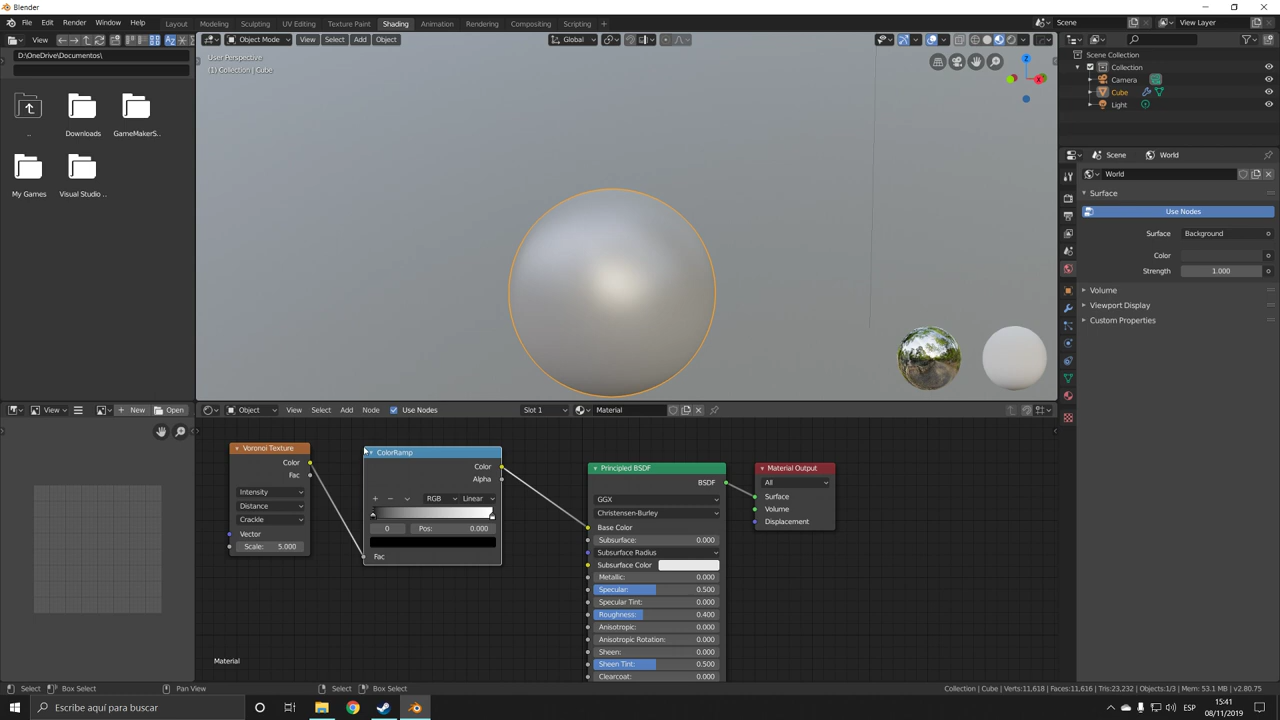 Blender
File Edit Render Window Help Layout Modeling Sculpting UV Editing Texture Paint Shading Animation Rendering Compositing Scripting + Scene View Layer
View
Object Mode View Select Add Object Global
D:\OneDrive\Documentos\
User Perspective
(1) Collection | Cube
Scene Collection
Collection
Camera
Cube
Light
..
Downloads
GameMakerS..
My Games
Visual Studio ..
Scene World
World
Surface
Use Nodes
Surface: Background
Color:
Strength: 1.000
Volume
Viewport Display
Custom Properties
View New Open
Object View Select Add Node Use Nodes Slot 1 Material
Voronoi Texture
Color
Fac
Intensity
Distance
Crackle
Vector
Scale: 5.000
ColorRamp
Color
Alpha
RGB Linear
0 Pos: 0.000
Fac
Principled BSDF
BSDF
GGX
Christensen-Burley
Base Color
Subsurface: 0.000
Subsurface Radius
Subsurface Color
Metallic: 0.000
Specular: 0.500
Specular Tint: 0.000
Roughness: 0.400
Anisotropic: 0.000
Anisotropic Rotation: 0.000
Sheen: 0.000
Sheen Tint: 0.500
Clearcoat: 0.000
Material Output
All
Surface
Volume
Displacement
Material
Select Box Select Pan View Select Box Select
Collection | Cube | Verts:11,618 | Faces:11,616 | Tris:23,232 | Objects:1/3 | Mem: 53.1 MB | v2.80.75
Escribe aquí para buscar
ESP
15:41
08/11/2019